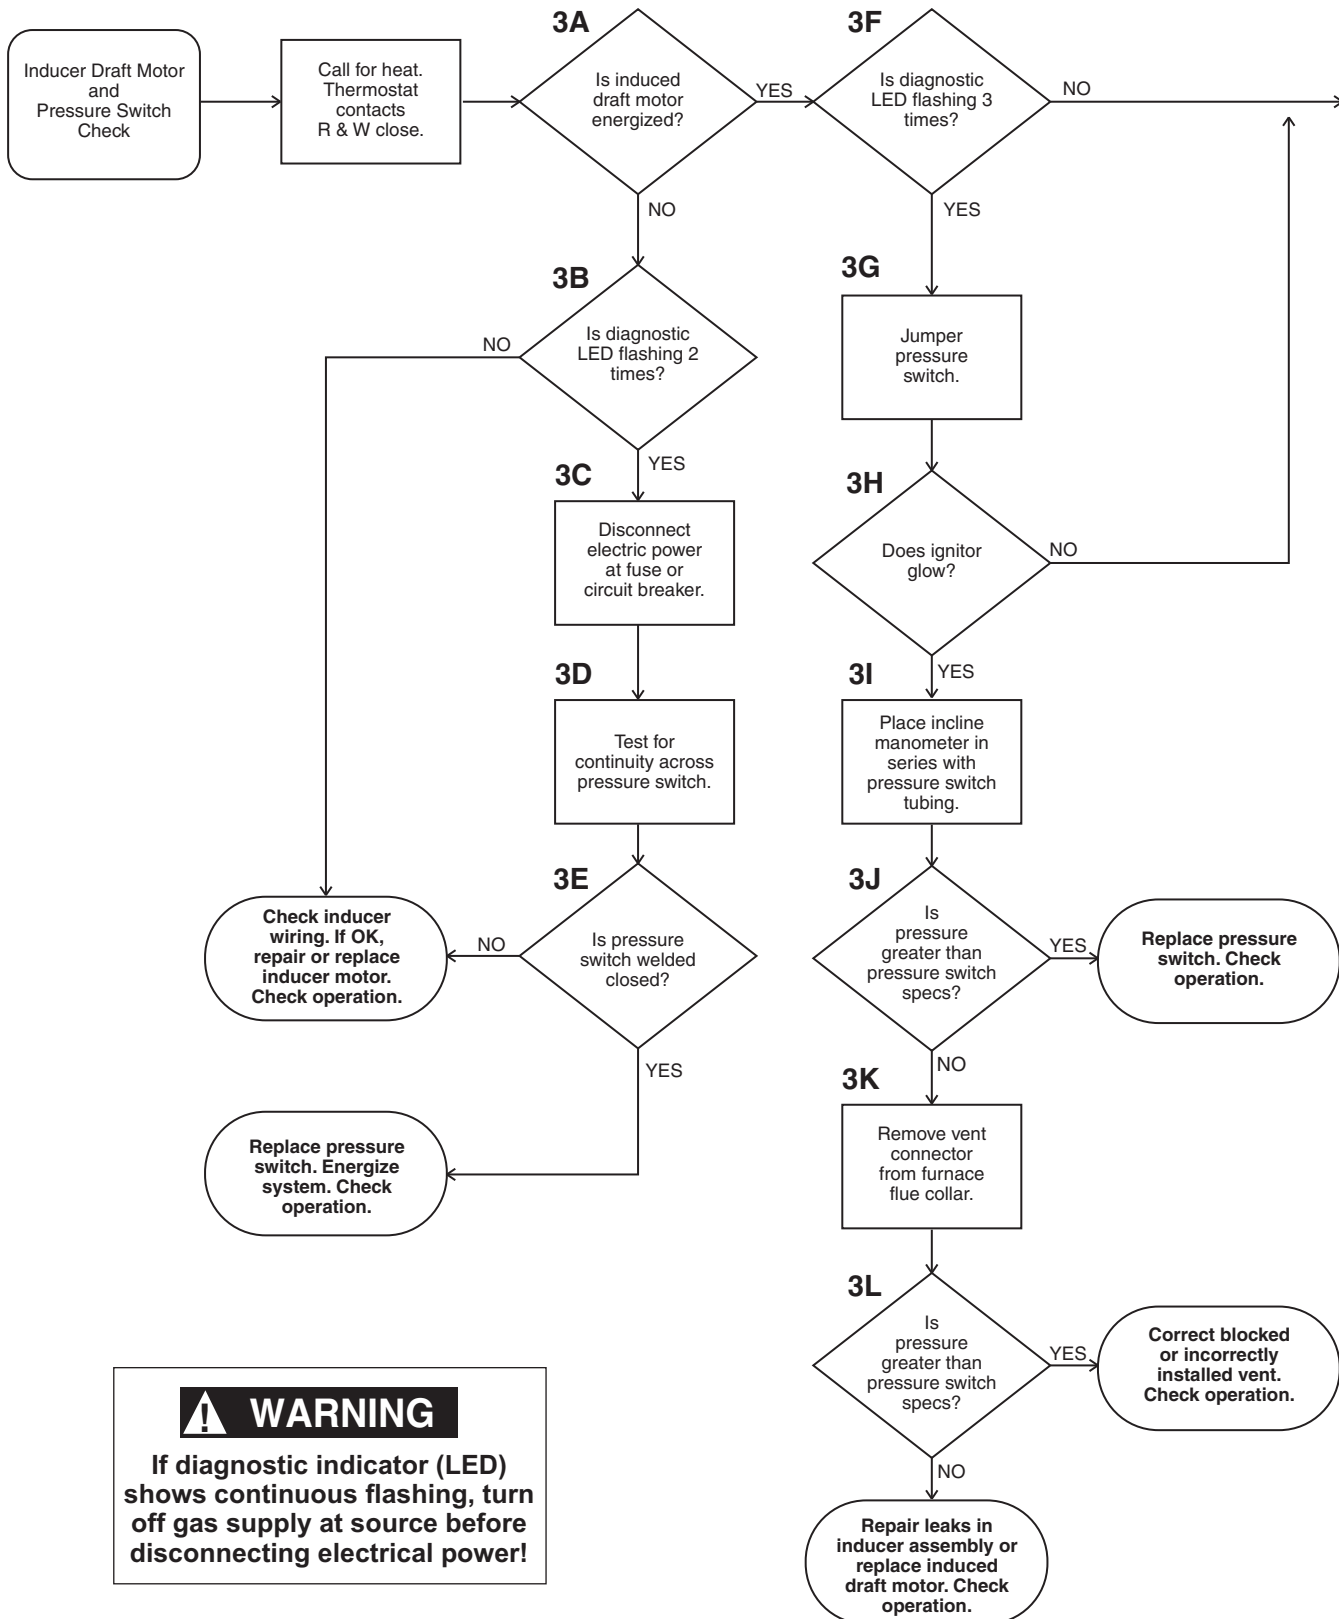 Inducer Draft Motor
and
Pressure Switch
Check
Call for heat.
Thermostat
contacts
R & W close.
3A
Is induced
draft motor
energized?
YES
NO
3F
Is diagnostic
LED flashing 3
times?
NO
YES
3B
Is diagnostic
LED flashing 2
times?
NO
YES
3G
Jumper
pressure
switch.
3C
Disconnect
electric power
at fuse or
circuit breaker.
3H
Does ignitor
glow?
NO
YES
3D
Test for
continuity across
pressure switch.
3I
Place incline
manometer in
series with
pressure switch
tubing.
3E
Is pressure
switch welded
closed?
NO
YES
Check inducer
wiring. If OK,
repair or replace
inducer motor.
Check operation.
3J
Is
pressure
greater than
pressure switch
specs?
YES
NO
Replace pressure
switch. Check
operation.
Replace pressure
switch. Energize
system. Check
operation.
3K
Remove vent
connector
from furnace
flue collar.
3L
Is
pressure
greater than
pressure switch
specs?
YES
NO
Correct blocked
or incorrectly
installed vent.
Check operation.
Repair leaks in
inducer assembly or
replace induced
draft motor. Check
operation.
WARNING
If diagnostic indicator (LED)
shows continuous flashing, turn
off gas supply at source before
disconnecting electrical power!